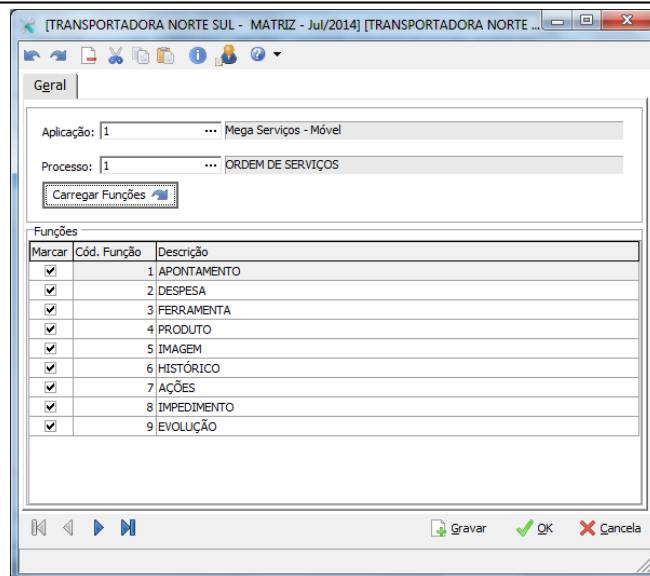 [TRANSPORTADORA NORTE SUL - MATRIZ - Jul/2014] [TRANSPORTADORA NORTE ...
Geral
Aplicação: 1 ... Mega Serviços - Móvel
Processo: 1 ... ORDEM DE SERVIÇOS
Carregar Funções
Funções
Marcar Cód. Função Descrição
1 APONTAMENTO
2 DESPESA
3 FERRAMENTA
4 PRODUTO
5 IMAGEM
6 HISTÓRICO
7 AÇÕES
8 IMPEDIMENTO
9 EVOLUÇÃO
Gravar OK Cancela